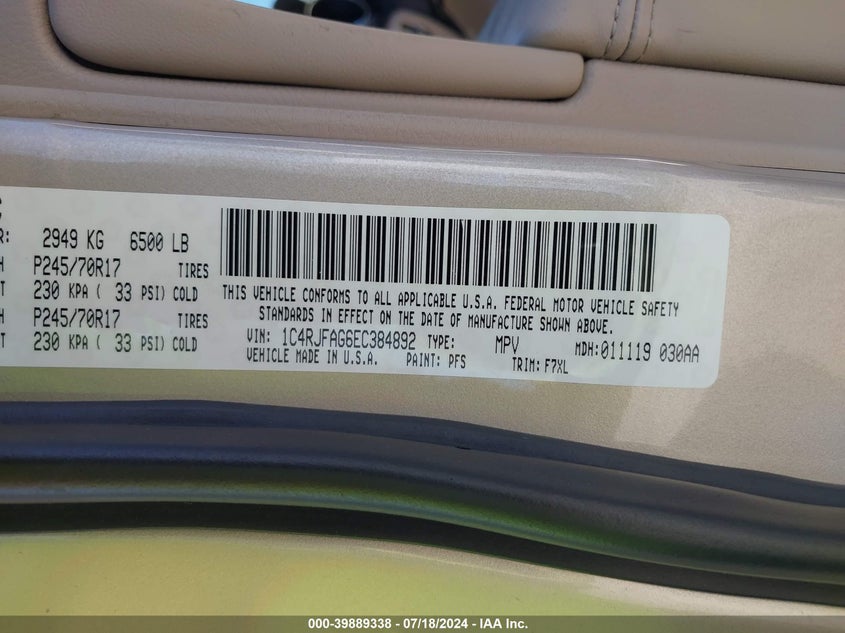 C
R: 2949 KG 6500 LB
H P245/70R17 TIRES
T 230 KPA ( 33 PSI) COLD
H P245/70R17 TIRES
T 230 KPA ( 33 PSI) COLD
THIS VEHICLE CONFORMS TO ALL APPLICABLE U.S.A. FEDERAL MOTOR VEHICLE SAFETY
STANDARDS IN EFFECT ON THE DATE OF MANUFACTURE SHOWN ABOVE.
VIN: 1C4RJFAG6EC384892 TYPE: MPV MDH:011119 030AA
VEHICLE MADE IN U.S.A. PAINT: PFS TRIM: F7XL
000-39889338 - 07/18/2024 - IAA Inc.